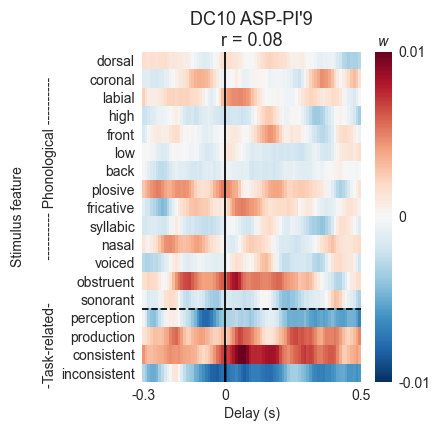 DC10 ASP-PI'9
r = 0.08
w
Stimulus feature
-Task-related- ---------- Phonological ----------
dorsal
coronal
labial
high
front
low
back
plosive
fricative
syllabic
nasal
voiced
obstruent
sonorant
perception
production
consistent
inconsistent
0.01
0
-0.01
-0.3 0 0.5
Delay (s)